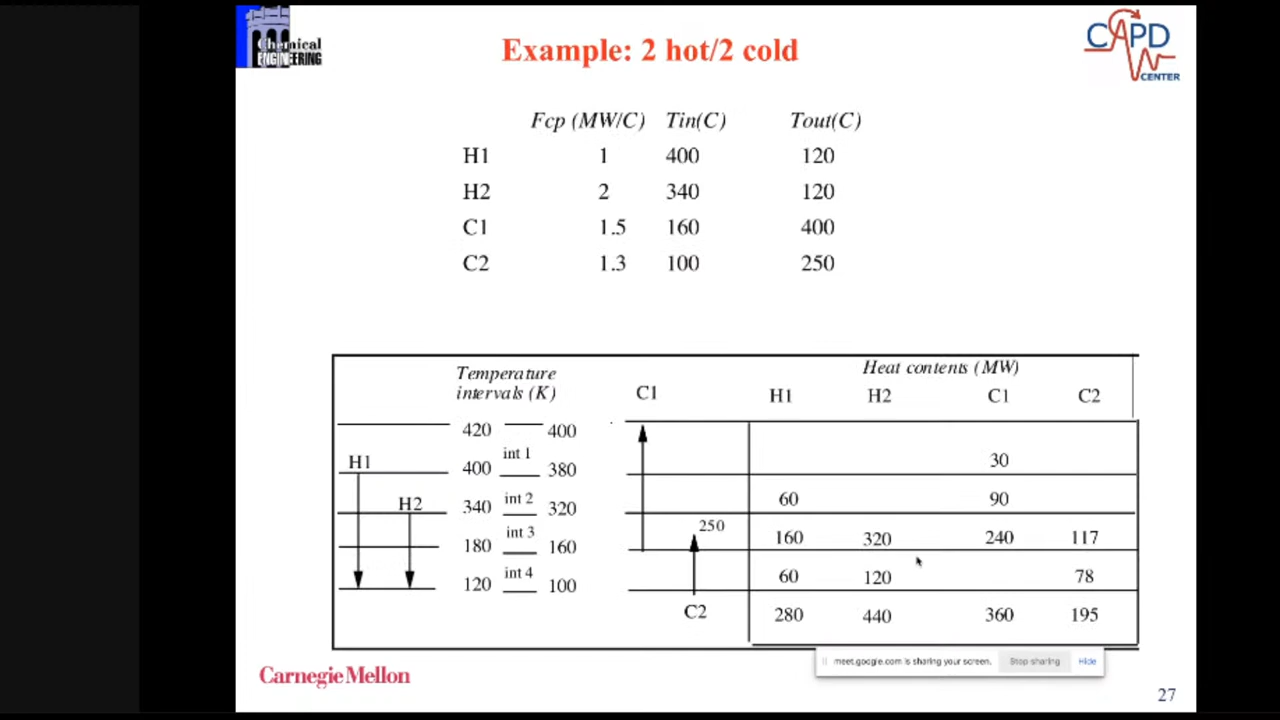 Chemical
ENGINEERING
Example: 2 hot/2 cold
CAPD
CENTER
Fcp (MW/C) Tin(C) Tout(C)
H1 1 400 120
H2 2 340 120
C1 1.5 160 400
C2 1.3 100 250
Heat contents (MW)
Temperature
intervals (K) C1 H1 H2 C1 C2
420 400
int 1 30
H1 400 380
int 2 60 90
H2 340 320
250
int 3 160 320 240 117
180 160
int 4 60 120 78
120 100
C2 280 440 360 195
meet.google.com is sharing your screen. Stop sharing Hide
Carnegie Mellon
27